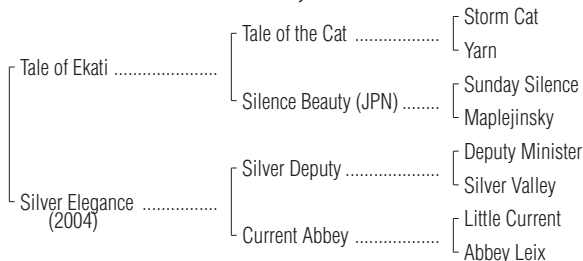 Storm Cat
Tale of the Cat ..................
Yarn
Tale of Ekati ......................
Sunday Silence
Silence Beauty (JPN) ........
Maplejinsky
Deputy Minister
Silver Deputy ....................
Silver Valley
Silver Elegance ................
(2004)
Little Current
Current Abbey ..................
Abbey Leix